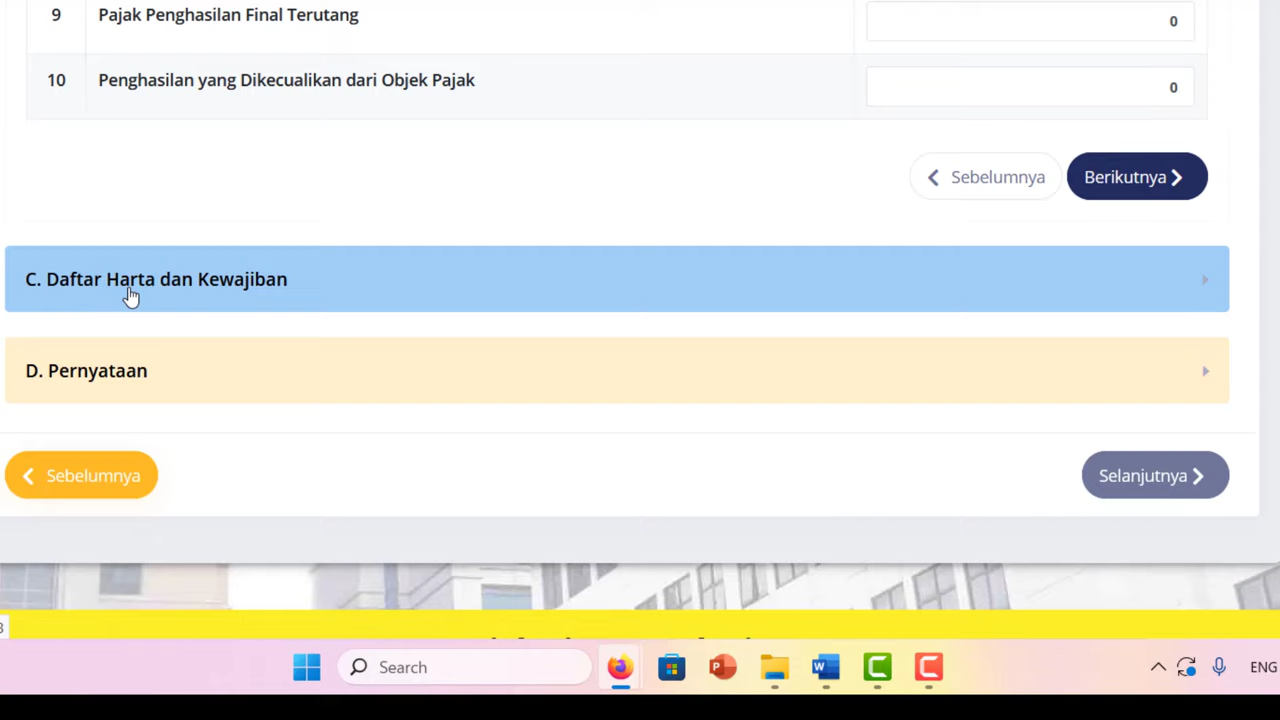 9 Pajak Penghasilan Final Terutang 0
10 Penghasilan yang Dikecualikan dari Objek Pajak 0
Sebelumnya Berikutnya
C. Daftar Harta dan Kewajiban
D. Pernyataan
Sebelumnya Selanjutnya
Search ENG